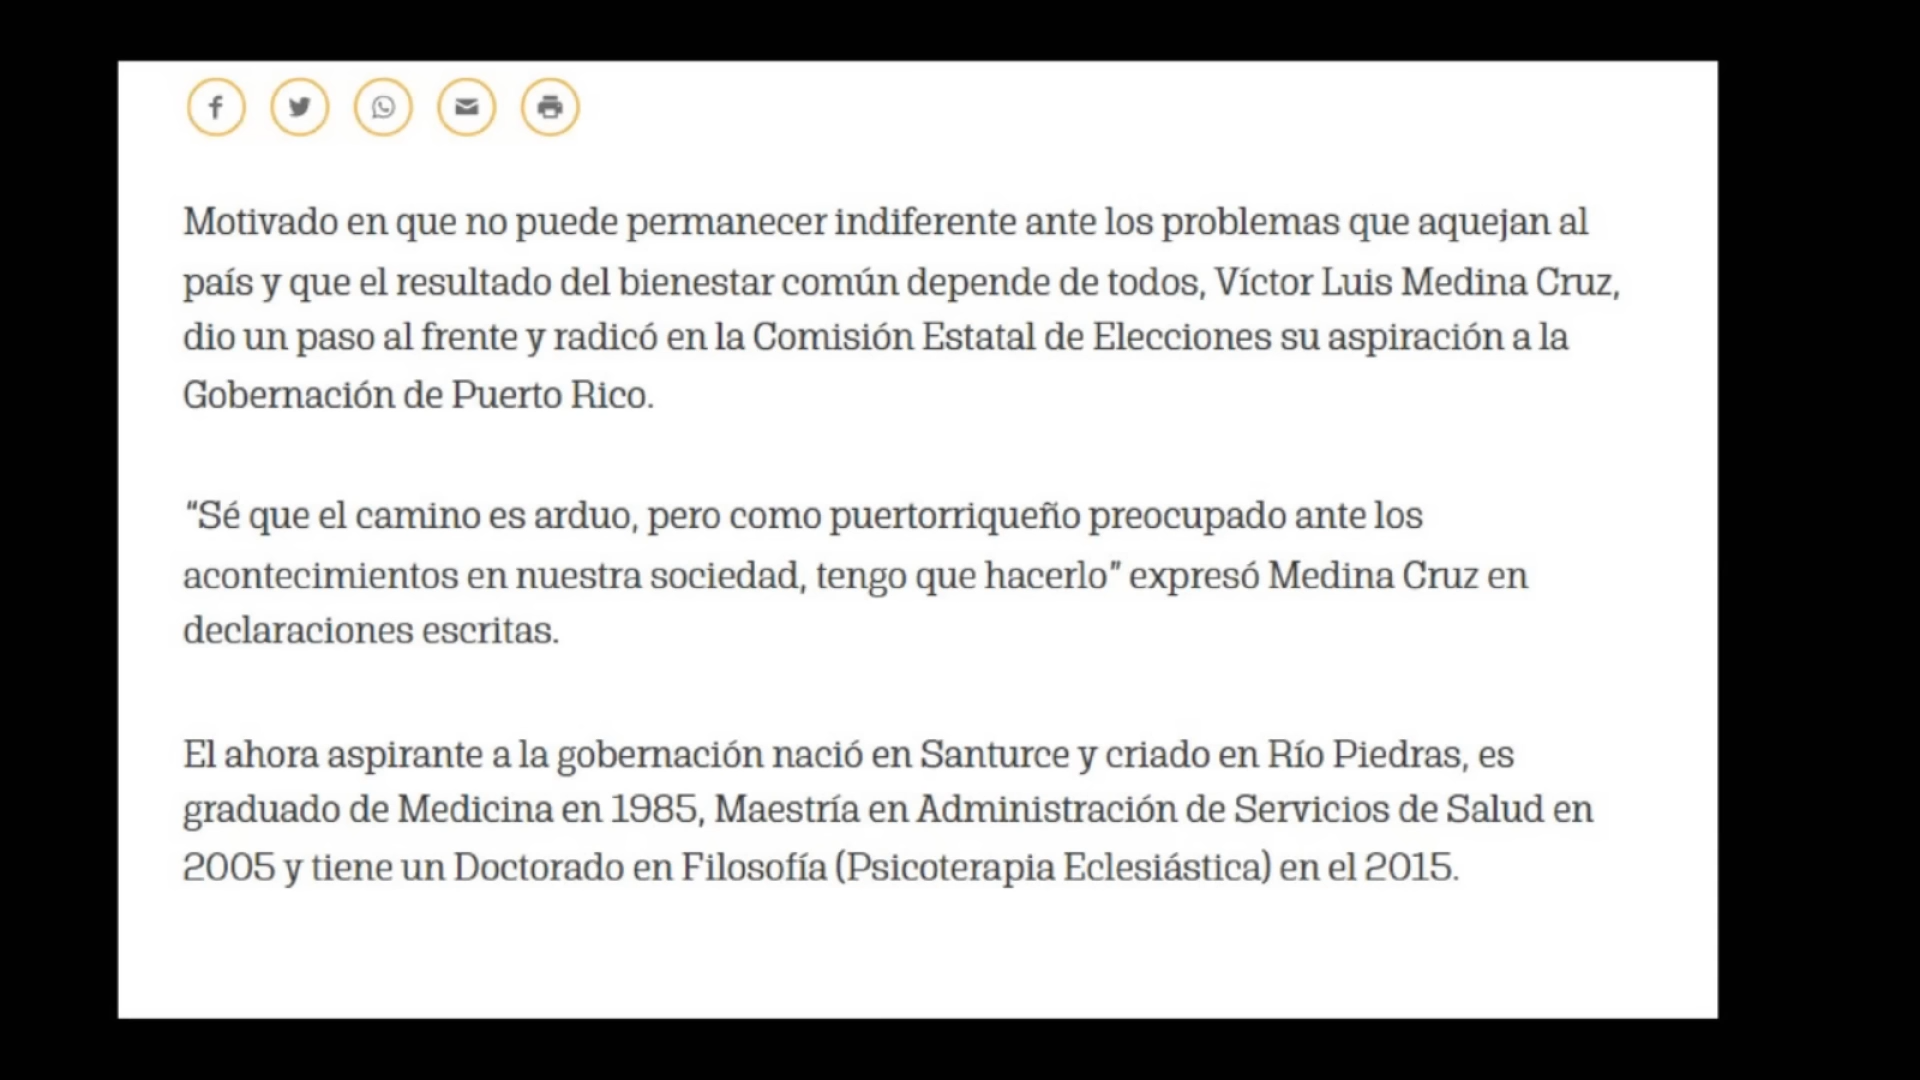 Motivado en que no puede permanecer indiferente ante los problemas que aquejan al
país y que el resultado del bienestar común depende de todos, Víctor Luis Medina Cruz,
dio un paso al frente y radicó en la Comisión Estatal de Elecciones su aspiración a la
Gobernación de Puerto Rico.
“Sé que el camino es arduo, pero como puertorriqueño preocupado ante los
acontecimientos en nuestra sociedad, tengo que hacerlo” expresó Medina Cruz en
declaraciones escritas.
El ahora aspirante a la gobernación nació en Santurce y criado en Río Piedras, es
graduado de Medicina en 1985, Maestría en Administración de Servicios de Salud en
2005 y tiene un Doctorado en Filosofía (Psicoterapia Eclesiástica) en el 2015.